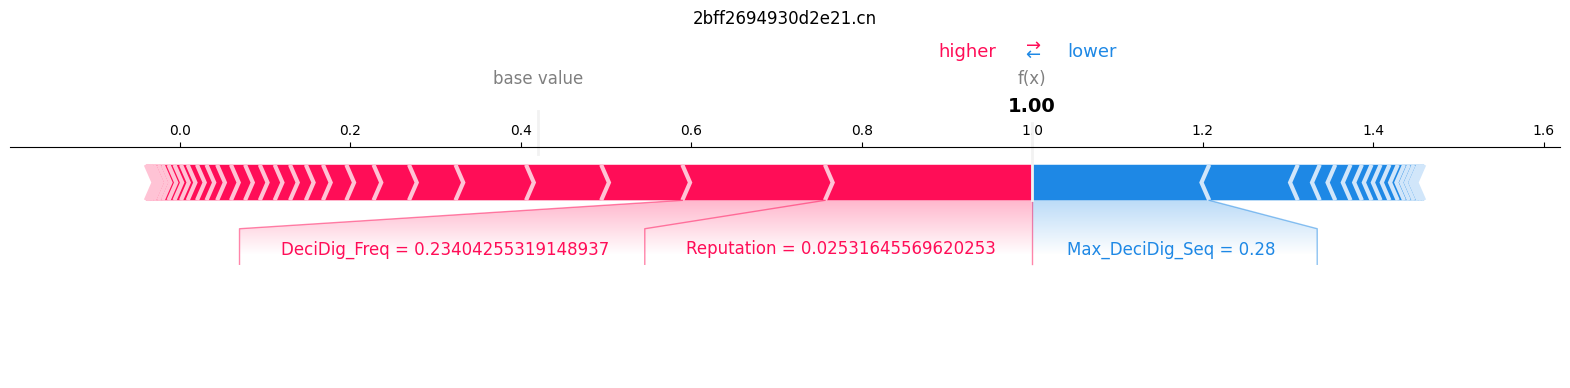 2bff2694930d2e21.cn
higher ⇄ lower
base value f(x)
1.00
0.0 0.2 0.4 0.6 0.8 1.0 1.2 1.4 1.6
DeciDig_Freq = 0.23404255319148937 Reputation = 0.02531645569620253 Max_DeciDig_Seq = 0.28